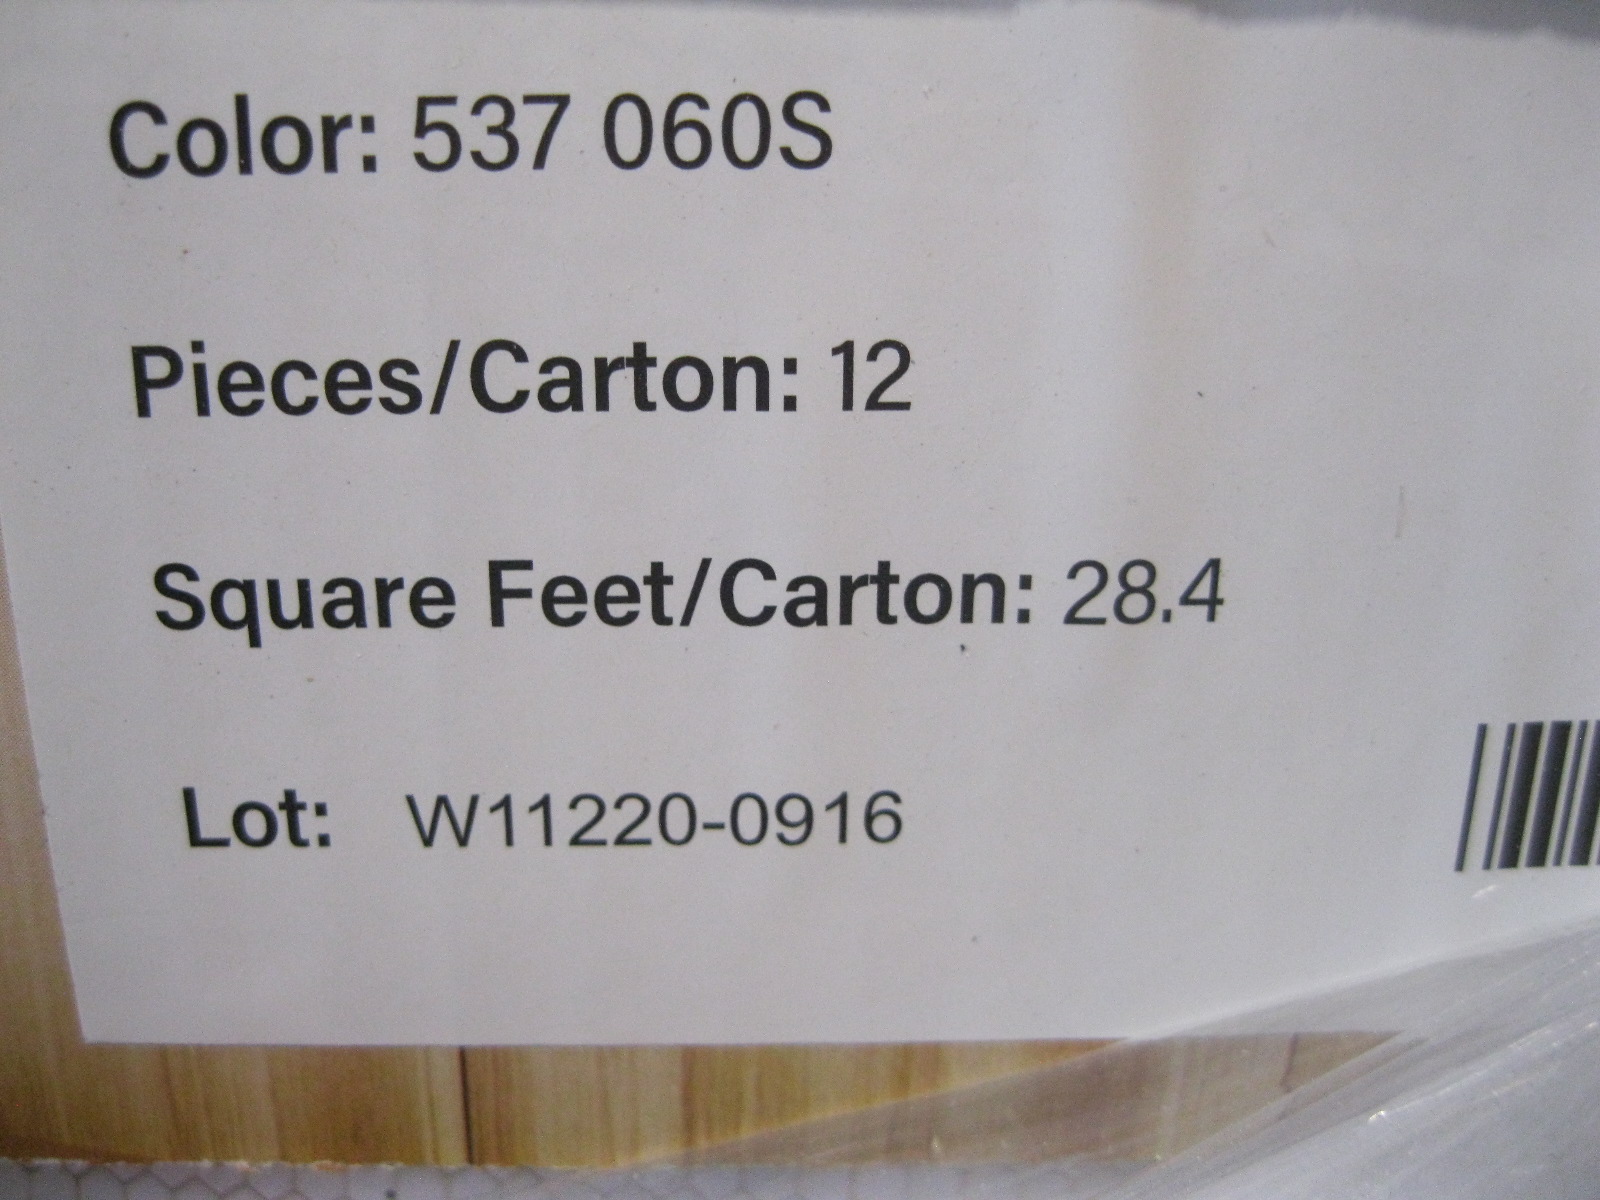 Color: 537 060S
Pieces/Carton: 12
Square Feet/Carton: 28.4
Lot: W11220-0916